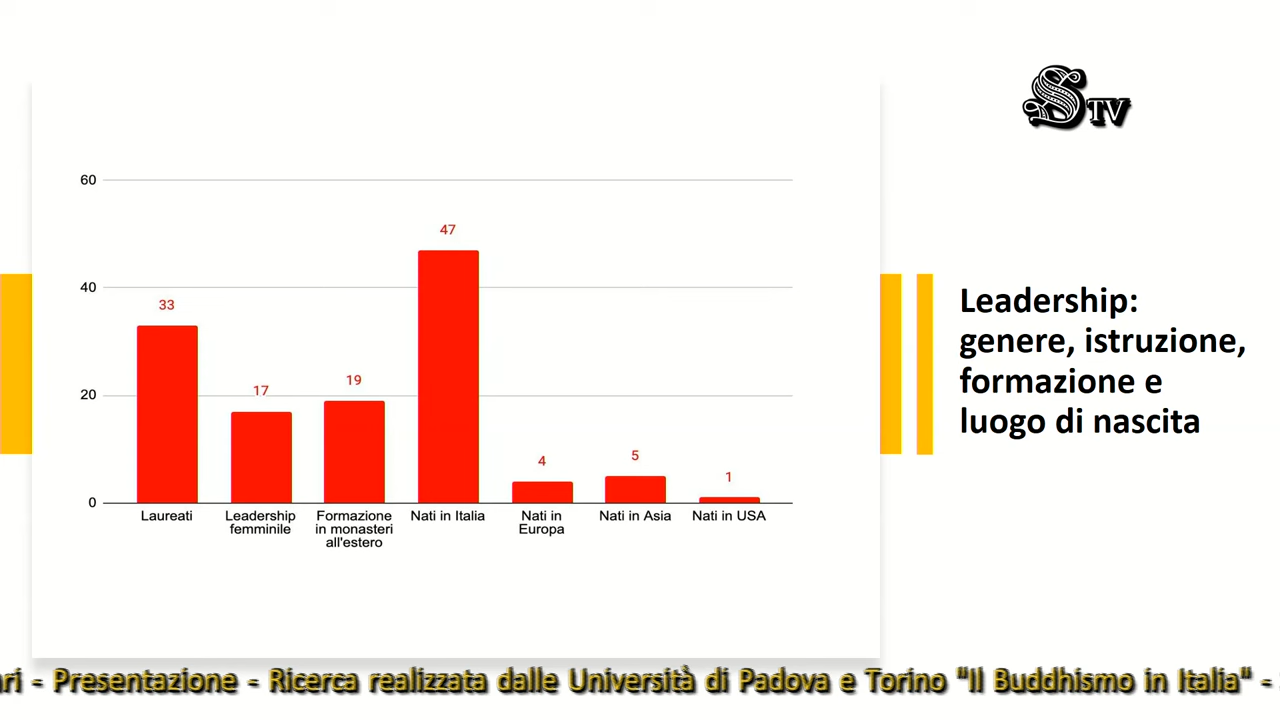 STV
60
40
20
0
33
17
19
47
4
5
1
Laureati
Leadership
femminile
Formazione
in monasteri
all'estero
Nati in Italia
Nati in
Europa
Nati in Asia
Nati in USA
Leadership:
genere, istruzione,
formazione e
luogo di nascita
- Presentazione - Ricerca realizzata dalle Università di Padova e Torino "Il Buddhismo in Italia" -